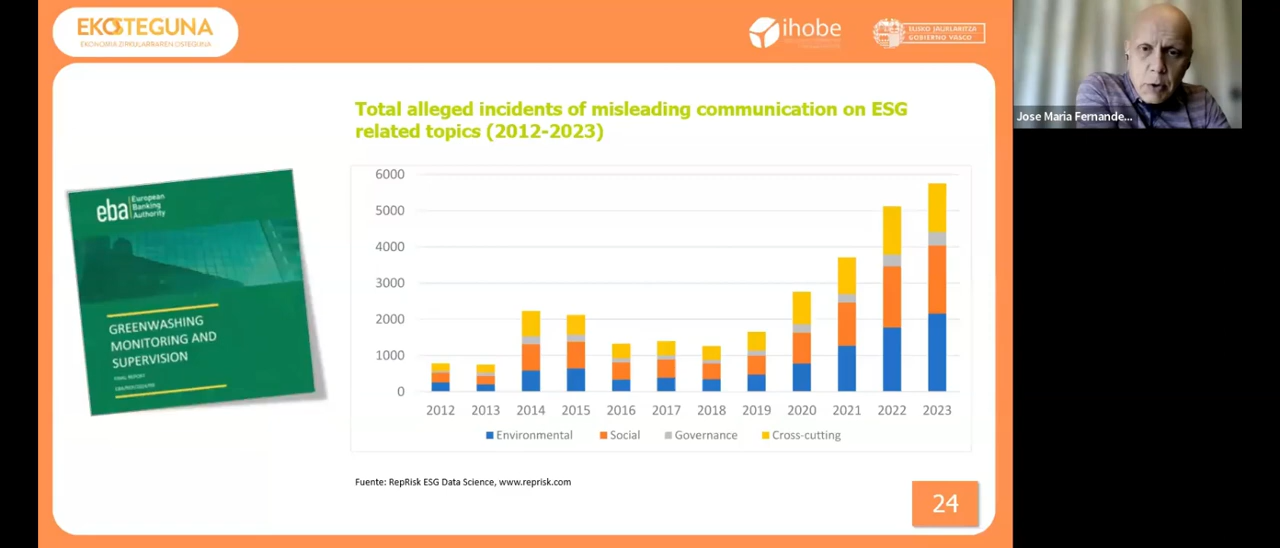 EKOSTEGUNA
EKONOMIA ZIRKULARRAREN OSTEGUNA
ihobe
EUSKO JAURLARITZA
GOBIERNO VASCO
Jose Maria Fernande...
Total alleged incidents of misleading communication on ESG
related topics (2012-2023)
eba European
Banking
Authority
GREENWASHING
MONITORING AND
SUPERVISION
FINAL REPORT
6000
5000
4000
3000
2000
1000
0
2012 2013 2014 2015 2016 2017 2018 2019 2020 2021 2022 2023
Environmental Social Governance Cross-cutting
Fuente: RepRisk ESG Data Science, www.reprisk.com
24